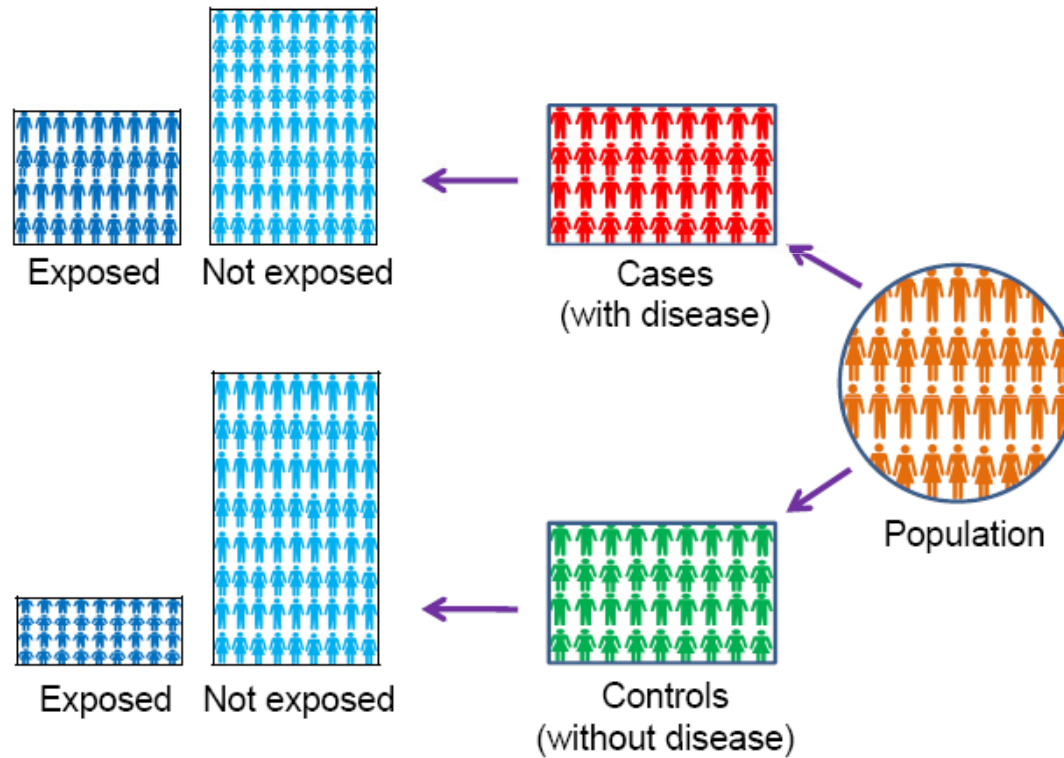 Exposed
Not exposed
Cases
(with disease)
Population
Exposed
Not exposed
Controls
(without disease)